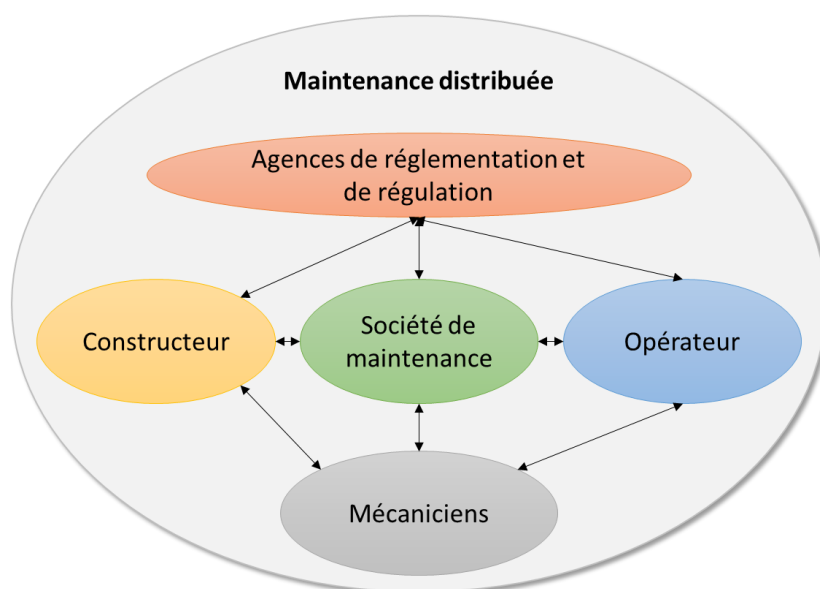 Maintenance distribuée
Agences de réglementation et
de régulation
Constructeur
Société de
maintenance
Opérateur
Mécaniciens